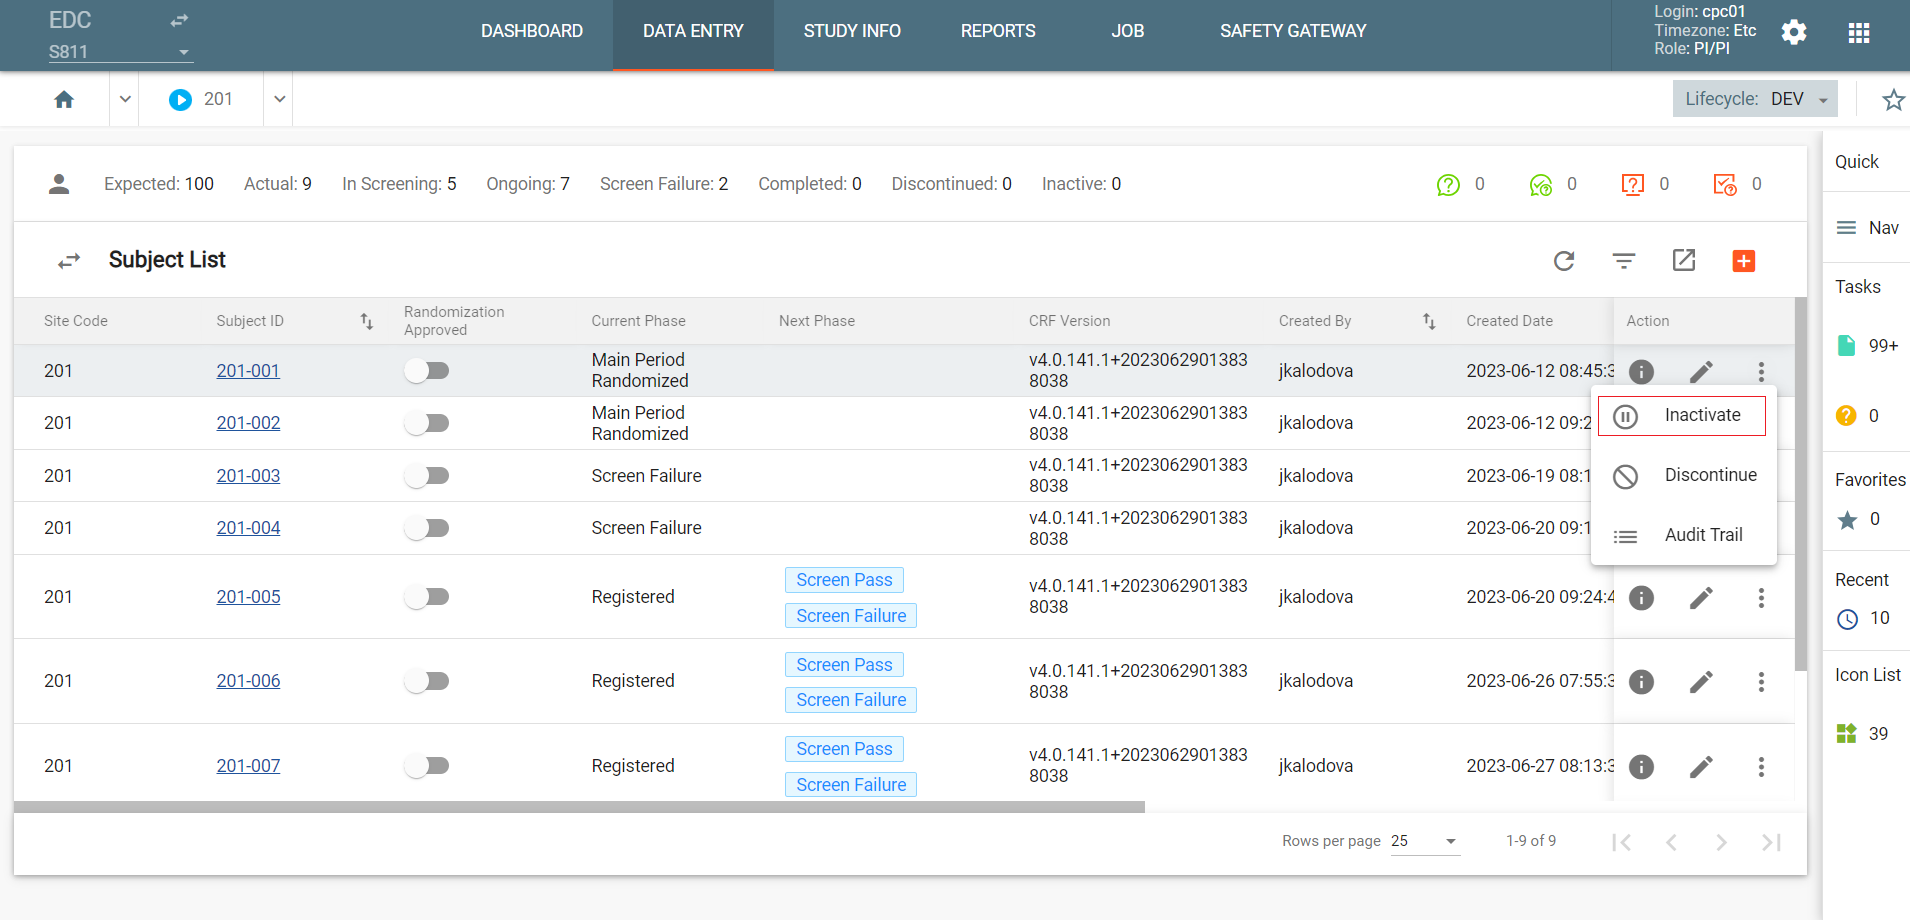 EDC
S811
DASHBOARD
DATA ENTRY
STUDY INFO
REPORTS
JOB
SAFETY GATEWAY
Login: cpc01
Timezone: Etc
Role: PI/PI
201
Lifecycle: DEV
Expected: 100
Actual: 9
In Screening: 5
Ongoing: 7
Screen Failure: 2
Completed: 0
Discontinued: 0
Inactive: 0
0
0
0
0
Subject List
Site Code
Subject ID
Randomization
Approved
Current Phase
Next Phase
CRF Version
Created By
Created Date
Action
201
201-001
Main Period
Randomized
v4.0.141.1+2023062901383
8038
jkalodova
2023-06-12 08:45:3
201
201-002
Main Period
Randomized
v4.0.141.1+2023062901383
8038
jkalodova
2023-06-12 09:2
201
201-003
Screen Failure
v4.0.141.1+2023062901383
8038
jkalodova
2023-06-19 08:1
201
201-004
Screen Failure
v4.0.141.1+2023062901383
8038
jkalodova
2023-06-20 09:1
Inactivate
Discontinue
Audit Trail
201
201-005
Registered
Screen Pass
Screen Failure
v4.0.141.1+2023062901383
8038
jkalodova
2023-06-20 09:24:4
201
201-006
Registered
Screen Pass
Screen Failure
v4.0.141.1+2023062901383
8038
jkalodova
2023-06-26 07:55:3
201
201-007
Registered
Screen Pass
Screen Failure
v4.0.141.1+2023062901383
8038
jkalodova
2023-06-27 08:13:3
Rows per page 25
1-9 of 9
Quick
Nav
Tasks
99+
0
Favorites
0
Recent
10
Icon List
39